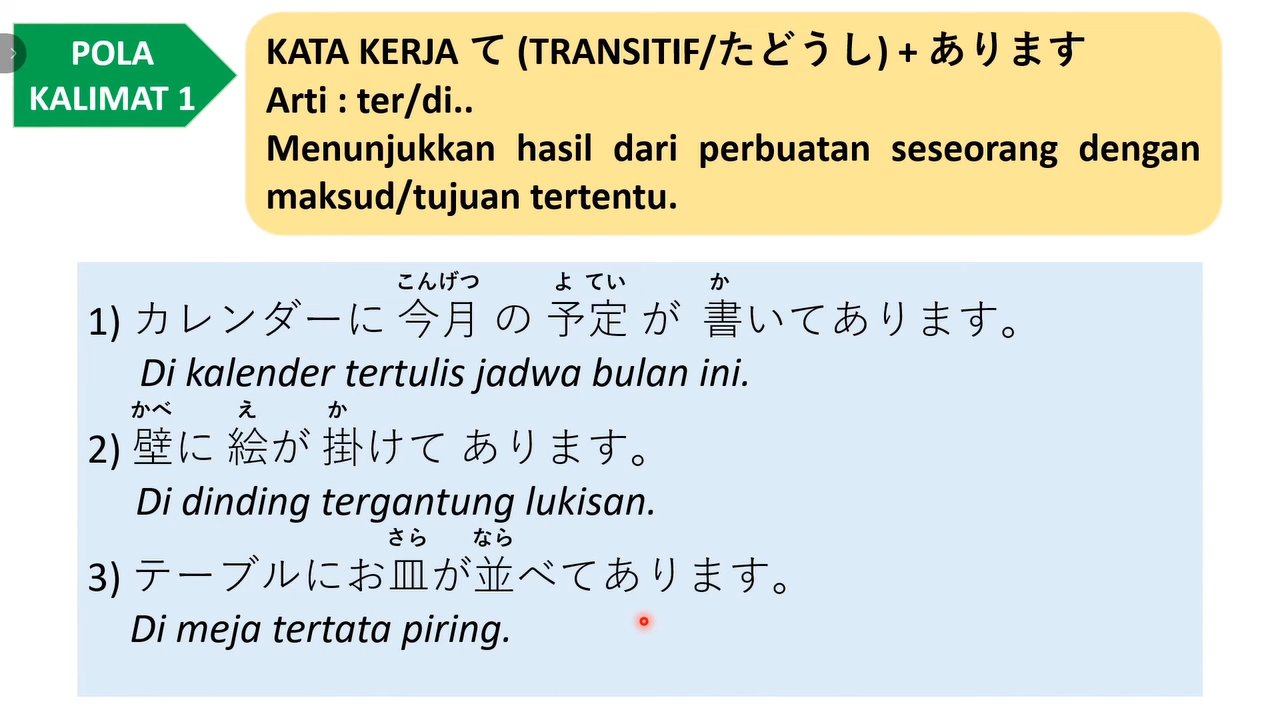 POLA
KALIMAT 1
KATA KERJA て (TRANSITIF/たどうし) + あります
Arti : ter/di..
Menunjukkan hasil dari perbuatan seseorang dengan
maksud/tujuan tertentu.
こんげつ よ てい か
1) カレンダーに 今月 の 予定 が 書いてあります。
Di kalender tertulis jadwa bulan ini.
かべ え か
2) 壁に 絵が 掛けて あります。
Di dinding tergantung lukisan.
さら なら
3) テーブルにお皿が並べてあります。
Di meja tertata piring.